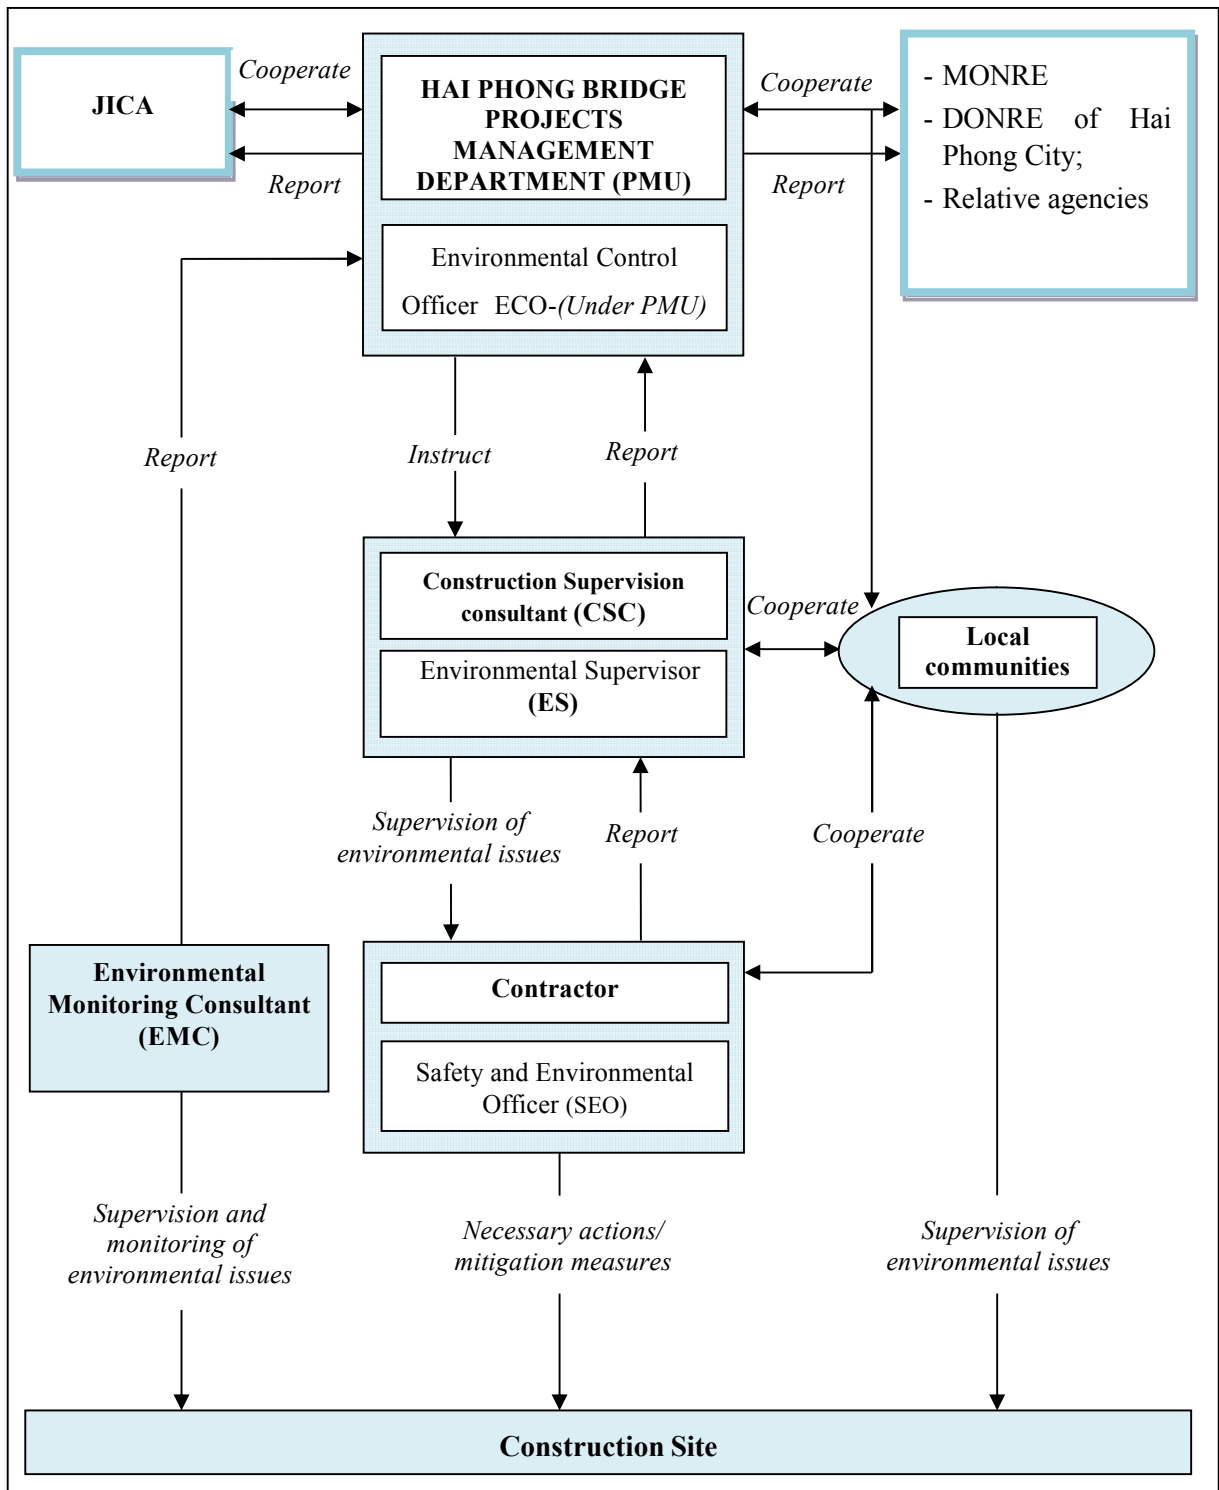 JICA
Cooperate
Report
HAI PHONG BRIDGE
PROJECTS
MANAGEMENT
DEPARTMENT (PMU)
Environmental Control
Officer ECO-(Under PMU)
Cooperate
Report
- MONRE
- DONRE of Hai
Phong City;
- Relative agencies
Report
Instruct
Report
Construction Supervision
consultant (CSC)
Environmental Supervisor
(ES)
Cooperate
Local
communities
Supervision of
environmental issues
Report
Cooperate
Environmental
Monitoring Consultant
(EMC)
Contractor
Safety and Environmental
Officer (SEO)
Supervision and
monitoring of
environmental issues
Necessary actions/
mitigation measures
Supervision of
environmental issues
Construction Site